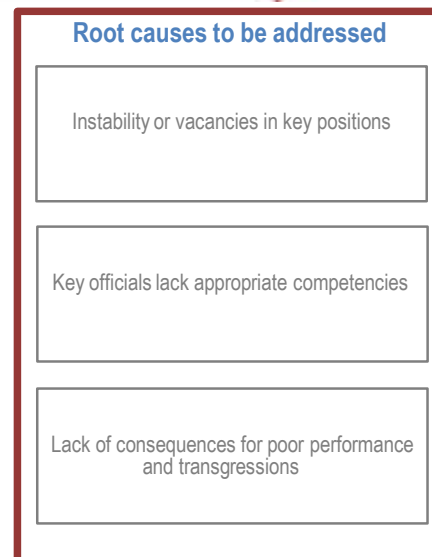 Root causes to be addressed
Instability or vacancies in key positions
Key officials lack appropriate competencies
Lack of consequences for poor performance
and transgressions